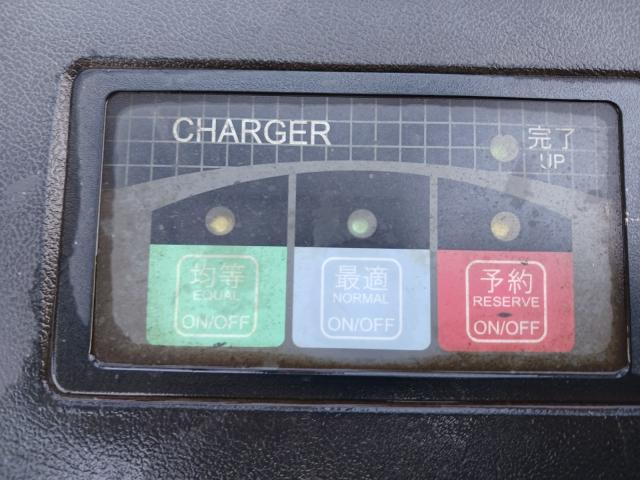 CHARGER
完了
UP
均等
EQUAL
ON/OFF
最適
NORMAL
ON/OFF
予約
RESERVE
ON/OFF